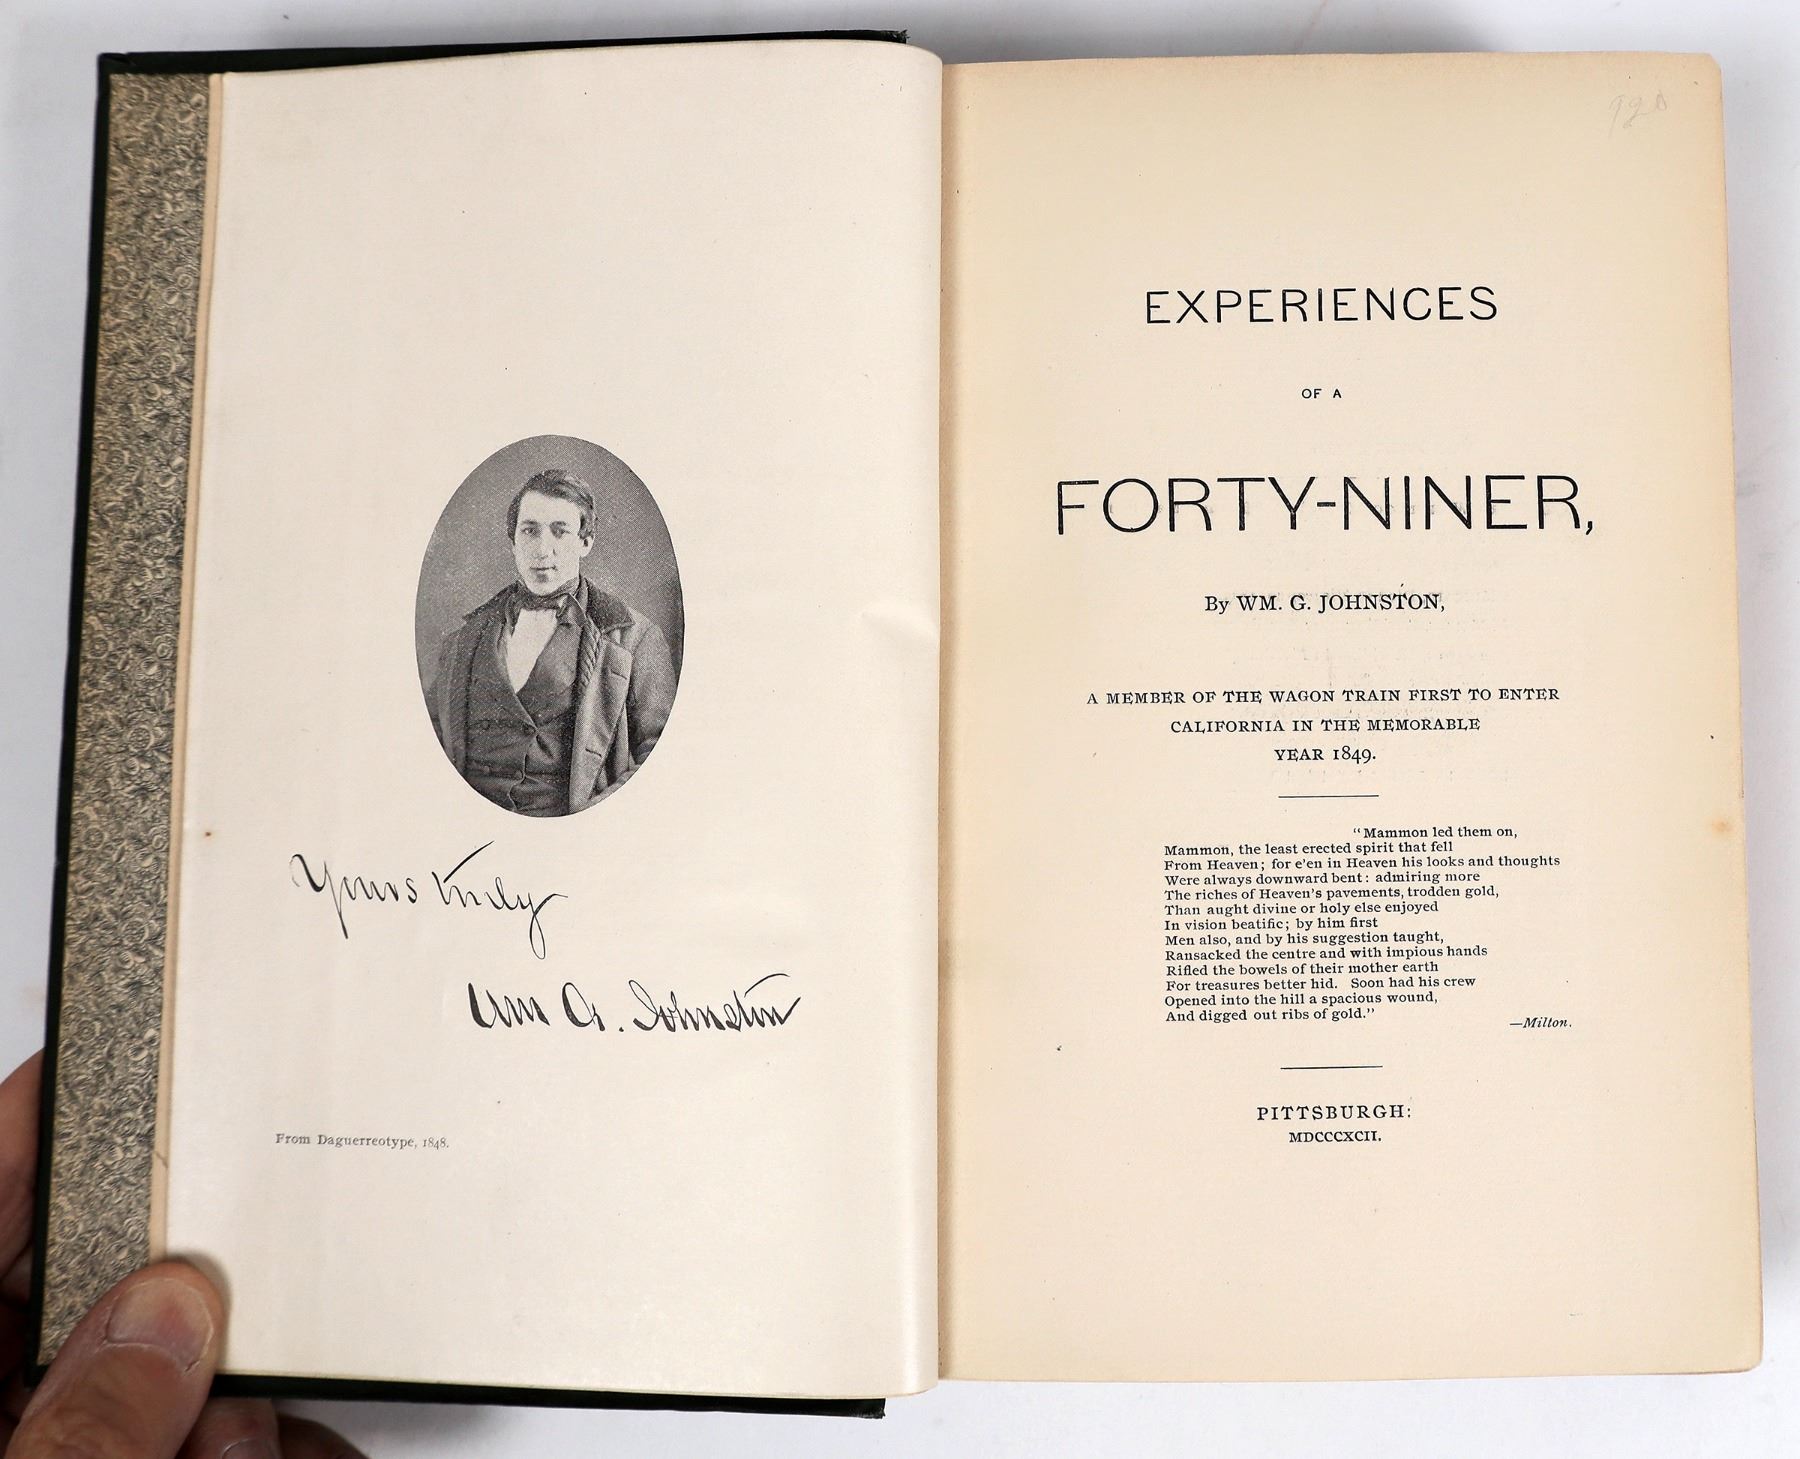 Yours truly
Wm G. Johnston
From Daguerreotype, 1848.
EXPERIENCES
OF A
FORTY-NINER,
By WM. G. JOHNSTON,
A MEMBER OF THE WAGON TRAIN FIRST TO ENTER
CALIFORNIA IN THE MEMORABLE
YEAR 1849.
"Mammon led them on,
Mammon, the least erected spirit that fell
From Heaven; for e'en in Heaven his looks and thoughts
Were always downward bent: admiring more
The riches of Heaven's pavements, trodden gold,
Than aught divine or holy else enjoyed
In vision beatific; by him first
Men also, and by his suggestion taught,
Ransacked the centre and with impious hands
Rifled the bowels of their mother earth
For treasures better hid. Soon had his crew
Opened into the hill a spacious wound,
And digged out ribs of gold."
—Milton.
PITTSBURGH:
MDCCCXCII.